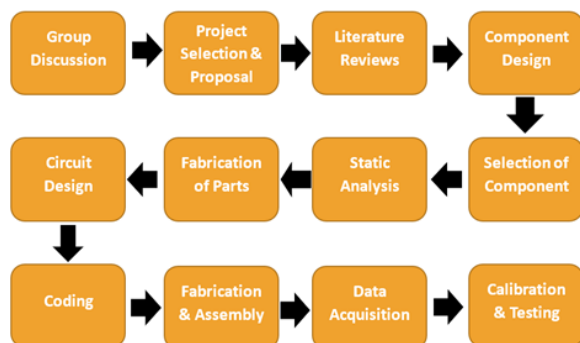 Group
Discussion
Project
Selection &
Proposal
Literature
Reviews
Component
Design
Selection of
Component
Static
Analysis
Fabrication
of Parts
Circuit
Design
Coding
Fabrication
& Assembly
Data
Acquisition
Calibration
& Testing